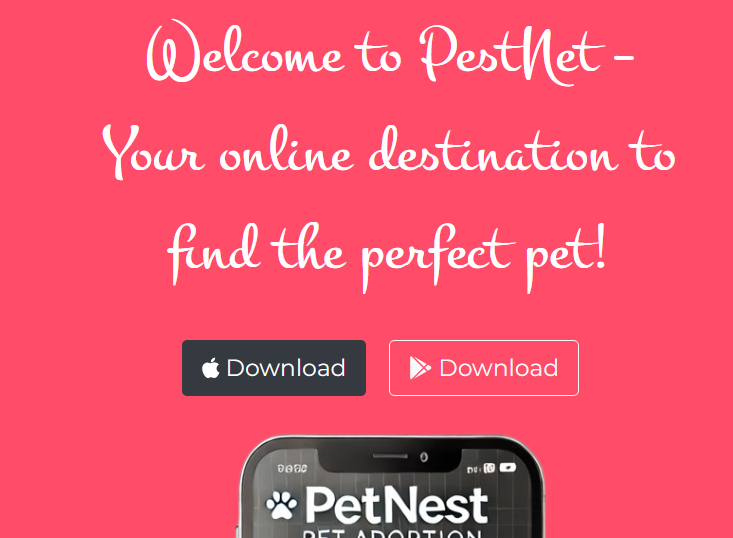 Welcome to PestNet -
Your online destination to
find the perfect pet!
Download Download
PetNest
PET ADOPTION